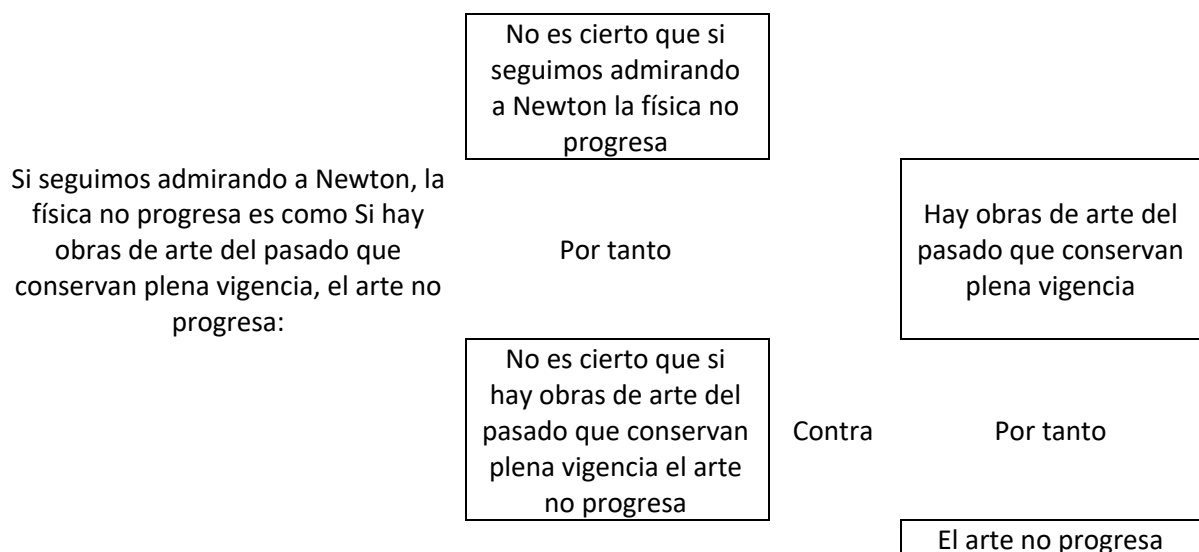 No es cierto que si
seguimos admirando
a Newton la física no
progresa
Si seguimos admirando a Newton, la
física no progresa es como Si hay
obras de arte del pasado que
conservan plena vigencia, el arte no
progresa:
Por tanto
Hay obras de arte del
pasado que conservan
plena vigencia
No es cierto que si
hay obras de arte del
pasado que conservan
plena vigencia el arte
no progresa
Contra
Por tanto
El arte no progresa